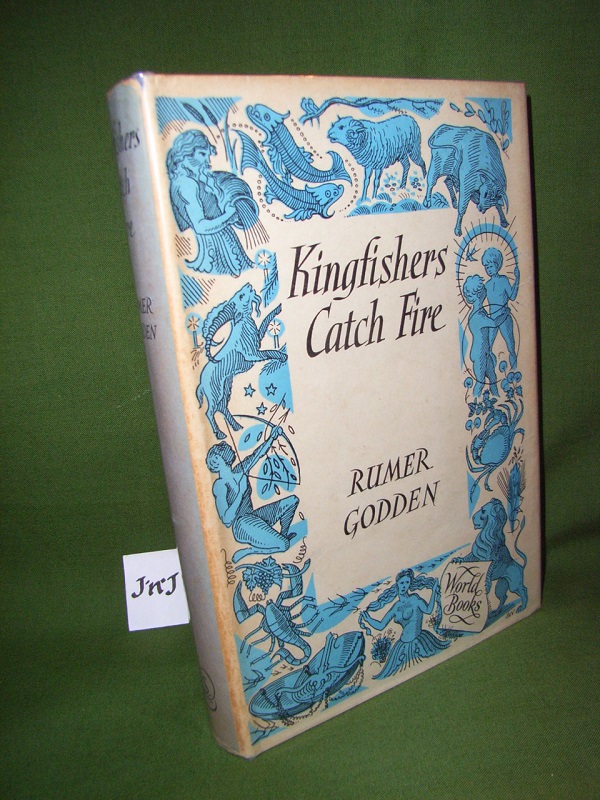 Kingfishers
Catch Fire
RUMER
GODDEN
World
Books
JNJ